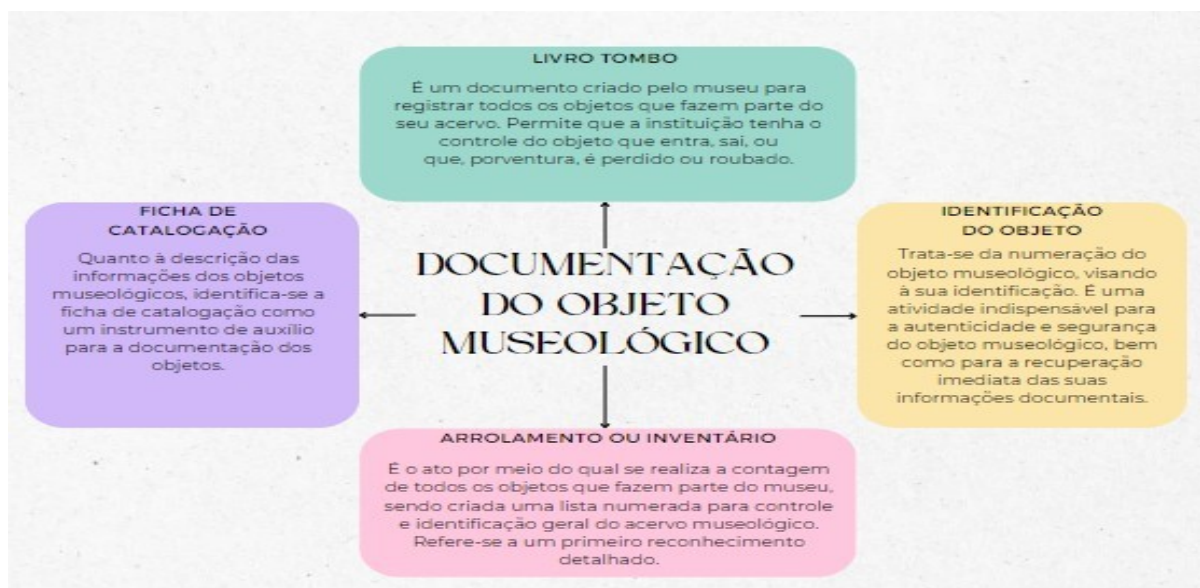 LIVRO TOMBO
É um documento criado pelo museu para
registrar todos os objetos que fazem parte do
seu acervo. Permite que a instituição tenha o
controle do objeto que entra, sai, ou
que, porventura, é perdido ou roubado.
FICHA DE
CATALOGAÇÃO
Quanto à descrição das
informações dos objetos
museológicos, identifica-se a
ficha de catalogação como
um instrumento de auxílio
para a documentação dos
objetos.
DOCUMENTAÇÃO
DO OBJETO
MUSEOLÓGICO
IDENTIFICAÇÃO
DO OBJETO
Trata-se da numeração do
objeto museológico, visando
à sua identificação. É uma
atividade indispensável para
a autenticidade e segurança
do objeto museológico, bem
como para a recuperação
imediata das suas
informações documentais.
ARROLAMENTO OU INVENTÁRIO
É o ato por meio do qual se realiza a contagem
de todos os objetos que fazem parte do museu,
sendo criada uma lista numerada para controle
e identificação geral do acervo museológico.
Refere-se a um primeiro reconhecimento
detalhado.